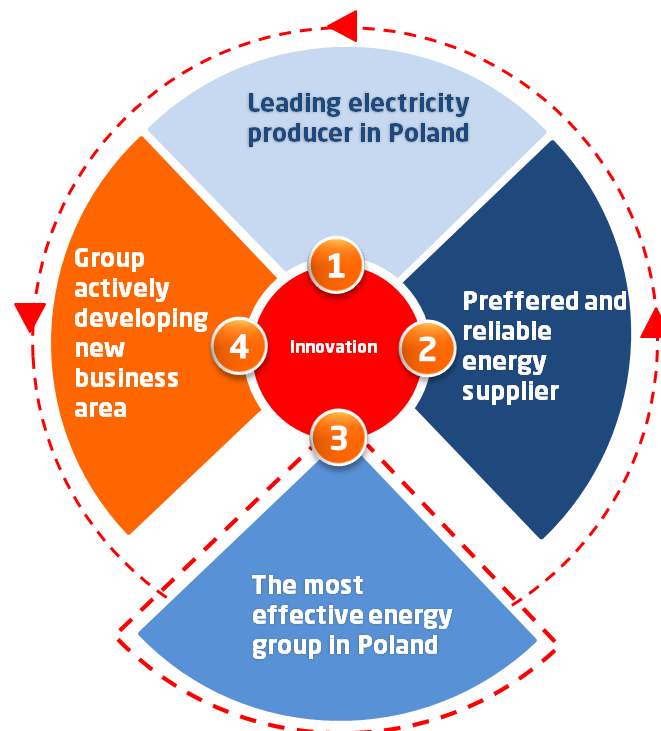 Leading electricity
producer in Poland
1
Preffered and
reliable
energy
supplier
2
The most
effective energy
group in Poland
3
Group
actively
developing
new
business
area
4
Innovation